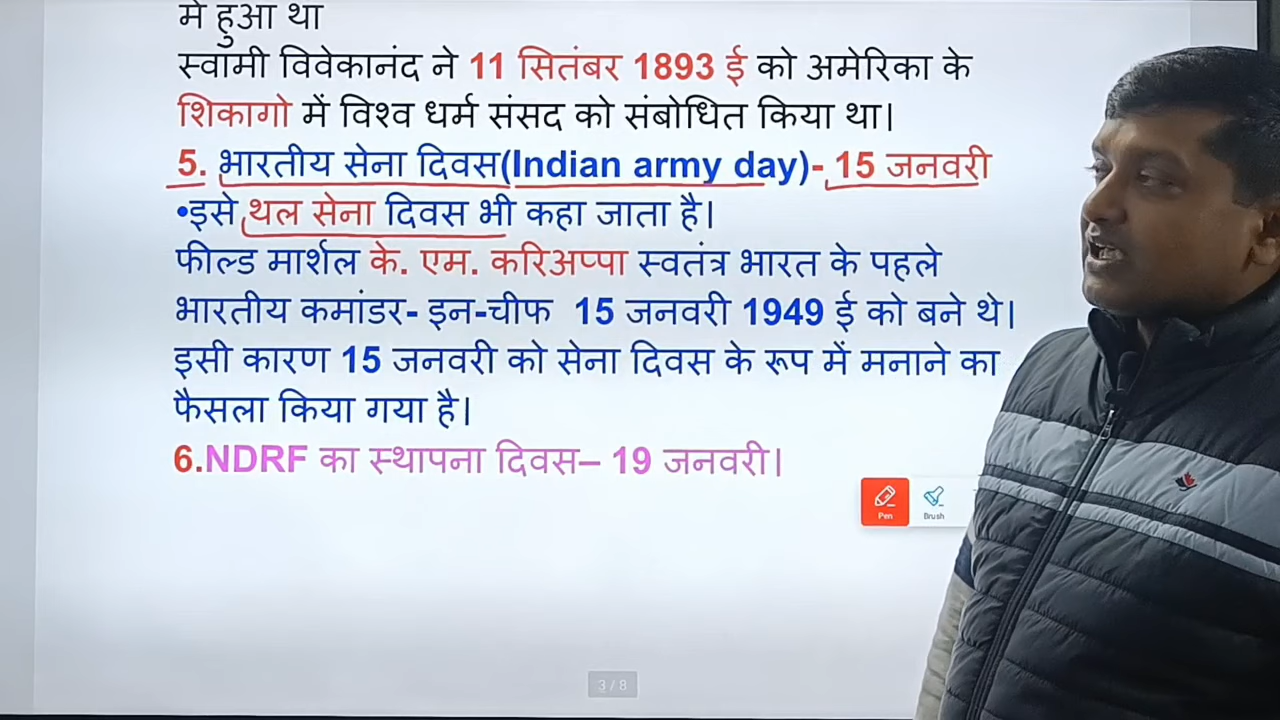 में हुआ था
स्वामी विवेकानंद ने 11 सितंबर 1893 ई को अमेरिका के
शिकागो में विश्व धर्म संसद को संबोधित किया था।
5. भारतीय सेना दिवस(Indian army day)- 15 जनवरी
•इसे थल सेना दिवस भी कहा जाता है।
फील्ड मार्शल के. एम. करिअप्पा स्वतंत्र भारत के पहले
भारतीय कमांडर- इन-चीफ 15 जनवरी 1949 ई को बने थे।
इसी कारण 15 जनवरी को सेना दिवस के रूप में मनाने का
फैसला किया गया है।
6.NDRF का स्थापना दिवस– 19 जनवरी।
Pen Brush
3 / 8